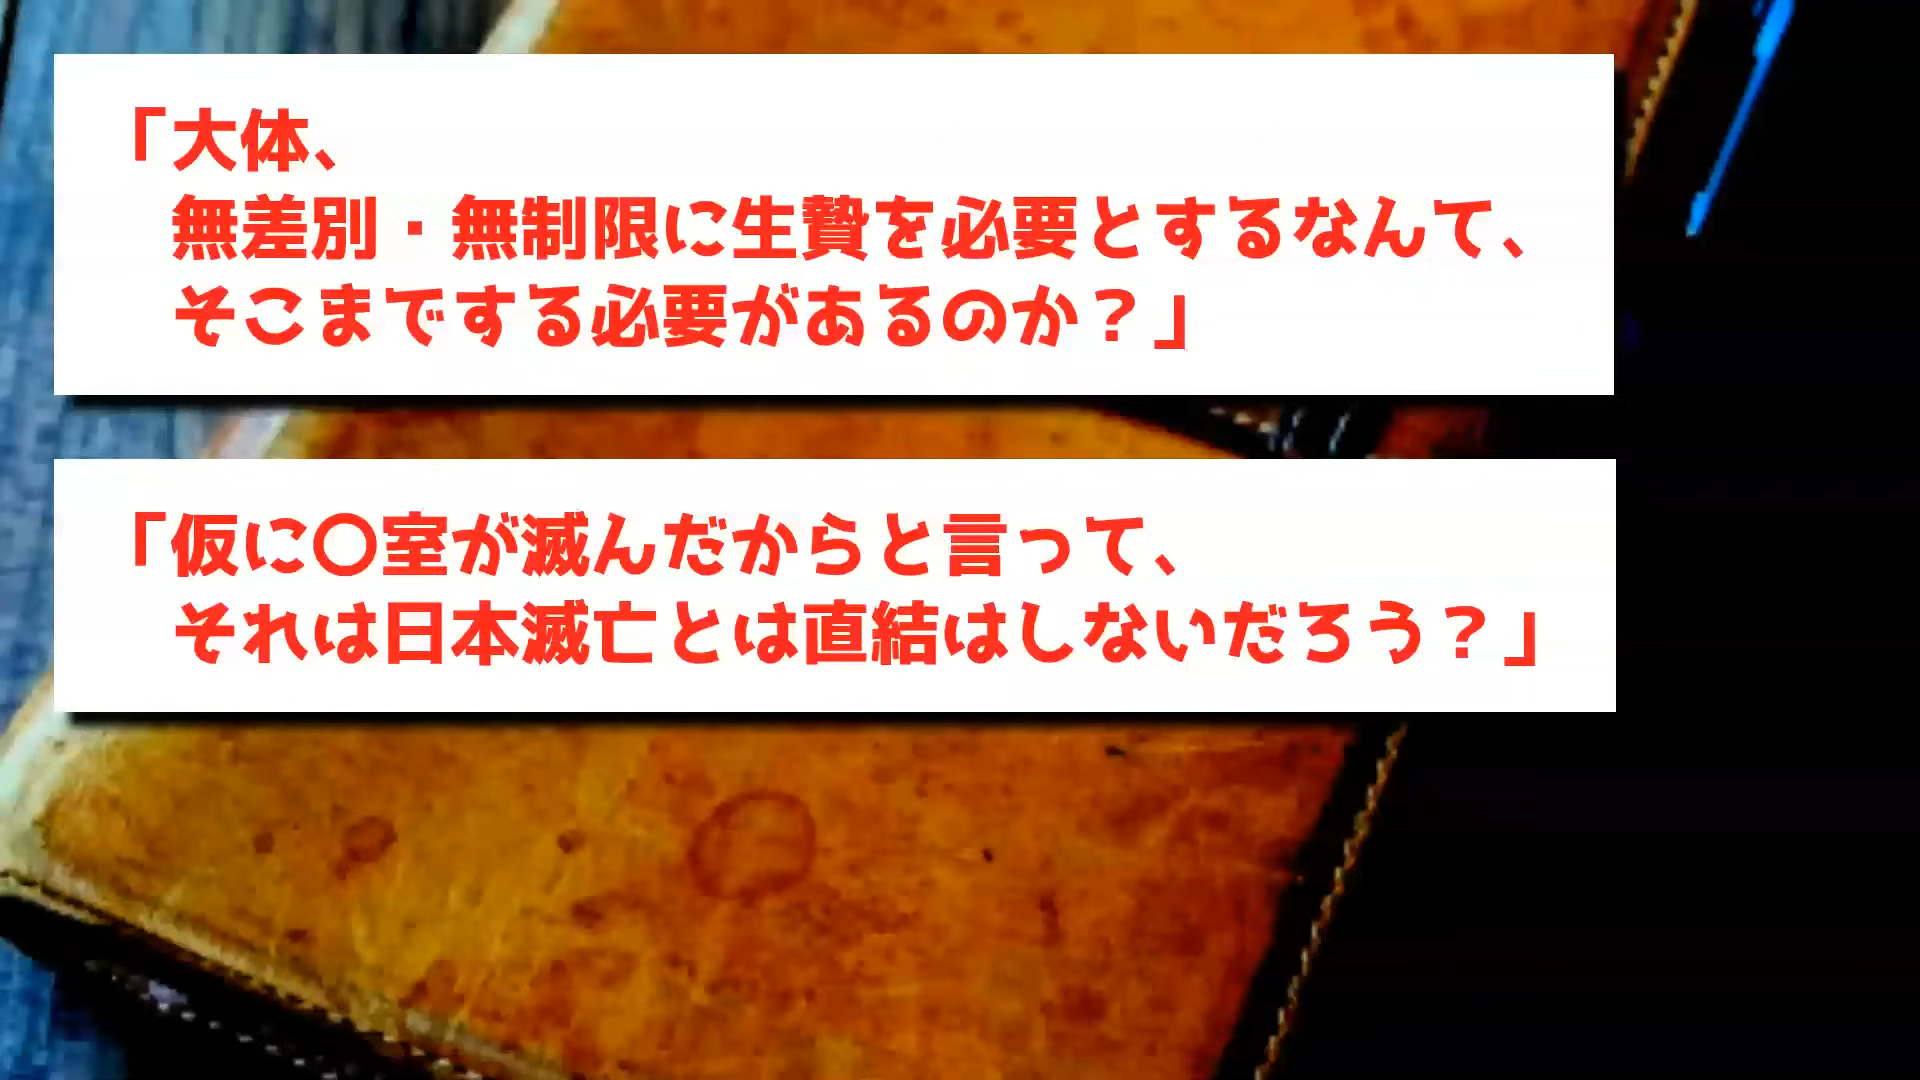 「大体、
無差別・無制限に生贄を必要とするなんて、
そこまでする必要があるのか？」
「仮に〇室が滅んだからと言って、
それは日本滅亡とは直結はしないだろう？」